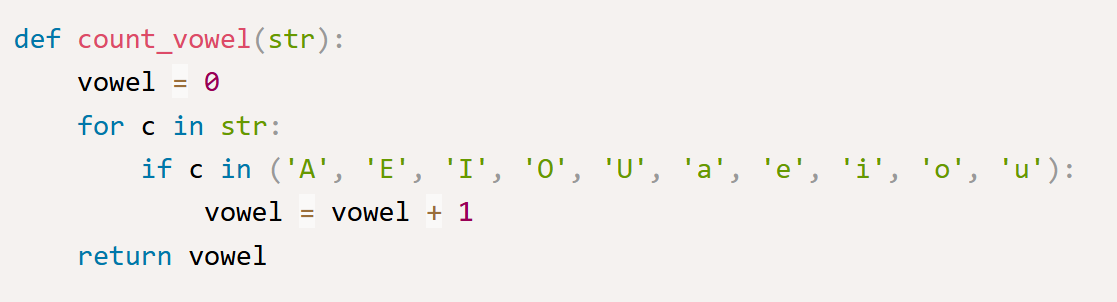 def count_vowel(str):
    vowel = 0
    for c in str:
        if c in ('A', 'E', 'I', 'O', 'U', 'a', 'e', 'i', 'o', 'u'):
            vowel = vowel + 1
    return vowel